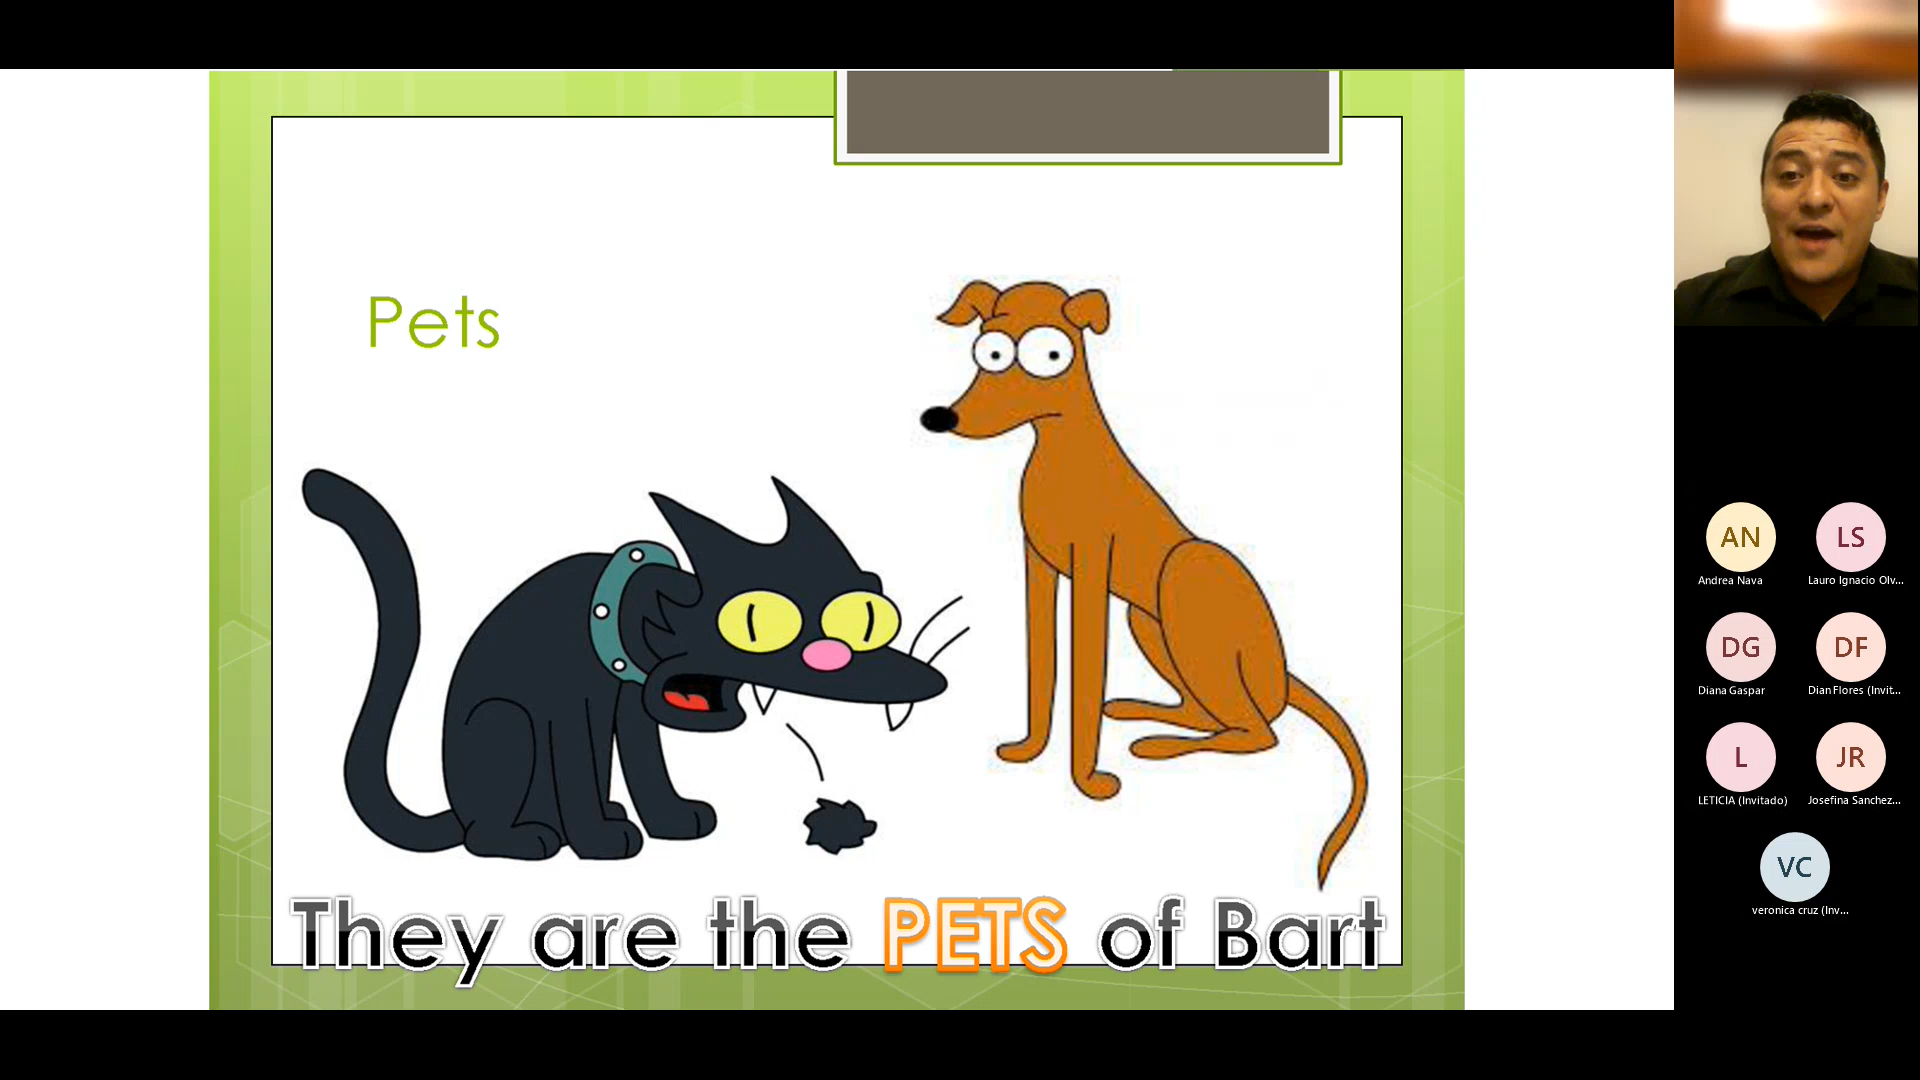 Pets
They are the PETS of Bart
AN
LS
Andrea Nava
Lauro Ignacio Olv...
DG
DF
Diana Gaspar
Dian Flores (Invit...
L
JR
LETICIA (Invitado)
Josefina Sanchez...
VC
veronica cruz (Inv...